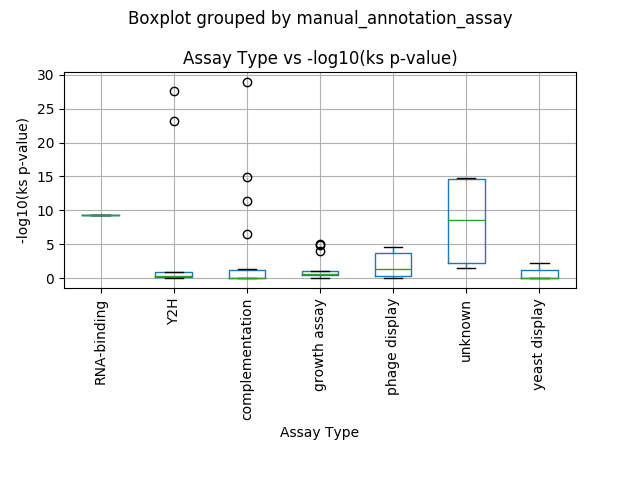 Boxplot grouped by manual_annotation_assay
Assay Type vs -log10(ks p-value)
30
25
20
15
10
5
0
-log10(ks p-value)
RNA-binding
Y2H
complementation
growth assay
phage display
unknown
yeast display
Assay Type